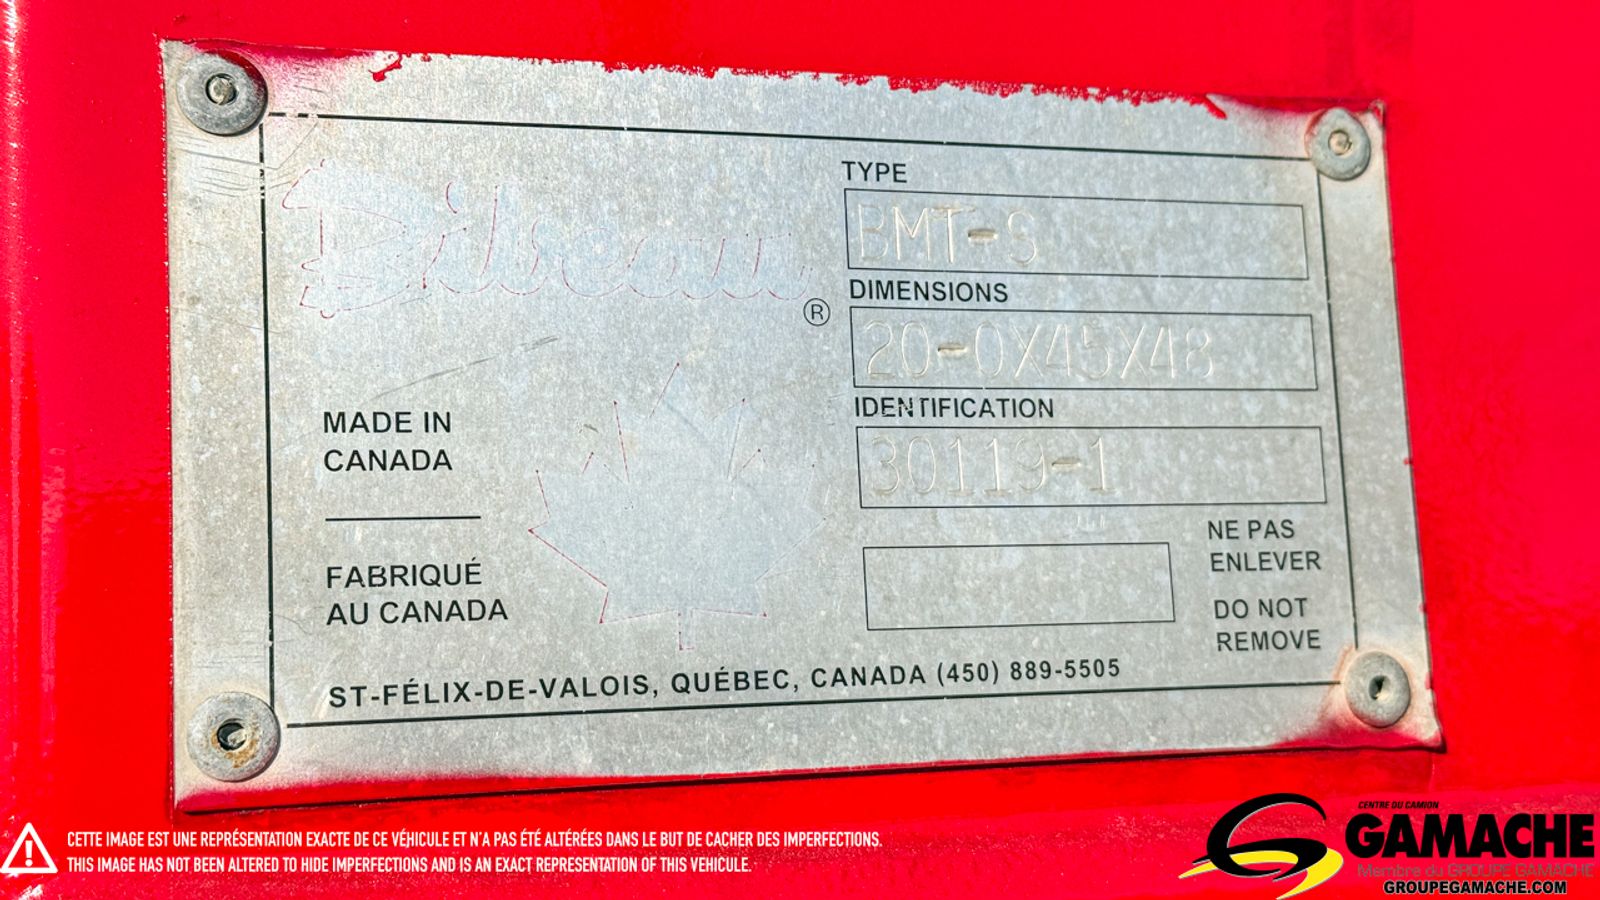 Bibeau ®
TYPE
BMT-S
DIMENSIONS
20-0X45X48
IDENTIFICATION
30119-1
MADE IN
CANADA
FABRIQUÉ
AU CANADA
NE PAS
ENLEVER
DO NOT
REMOVE
ST-FÉLIX-DE-VALOIS, QUÉBEC, CANADA (450) 889-5505
CETTE IMAGE EST UNE REPRÉSENTATION EXACTE DE CE VÉHICULE ET N'A PAS ÉTÉ ALTÉRÉES DANS LE BUT DE CACHER DES IMPERFECTIONS.
THIS IMAGE HAS NOT BEEN ALTERED TO HIDE IMPERFECTIONS AND IS AN EXACT REPRESENTATION OF THIS VEHICULE.
CENTRE DU CAMION
GAMACHE
Membre du GROUPE GAMACHE
GROUPEGAMACHE.COM